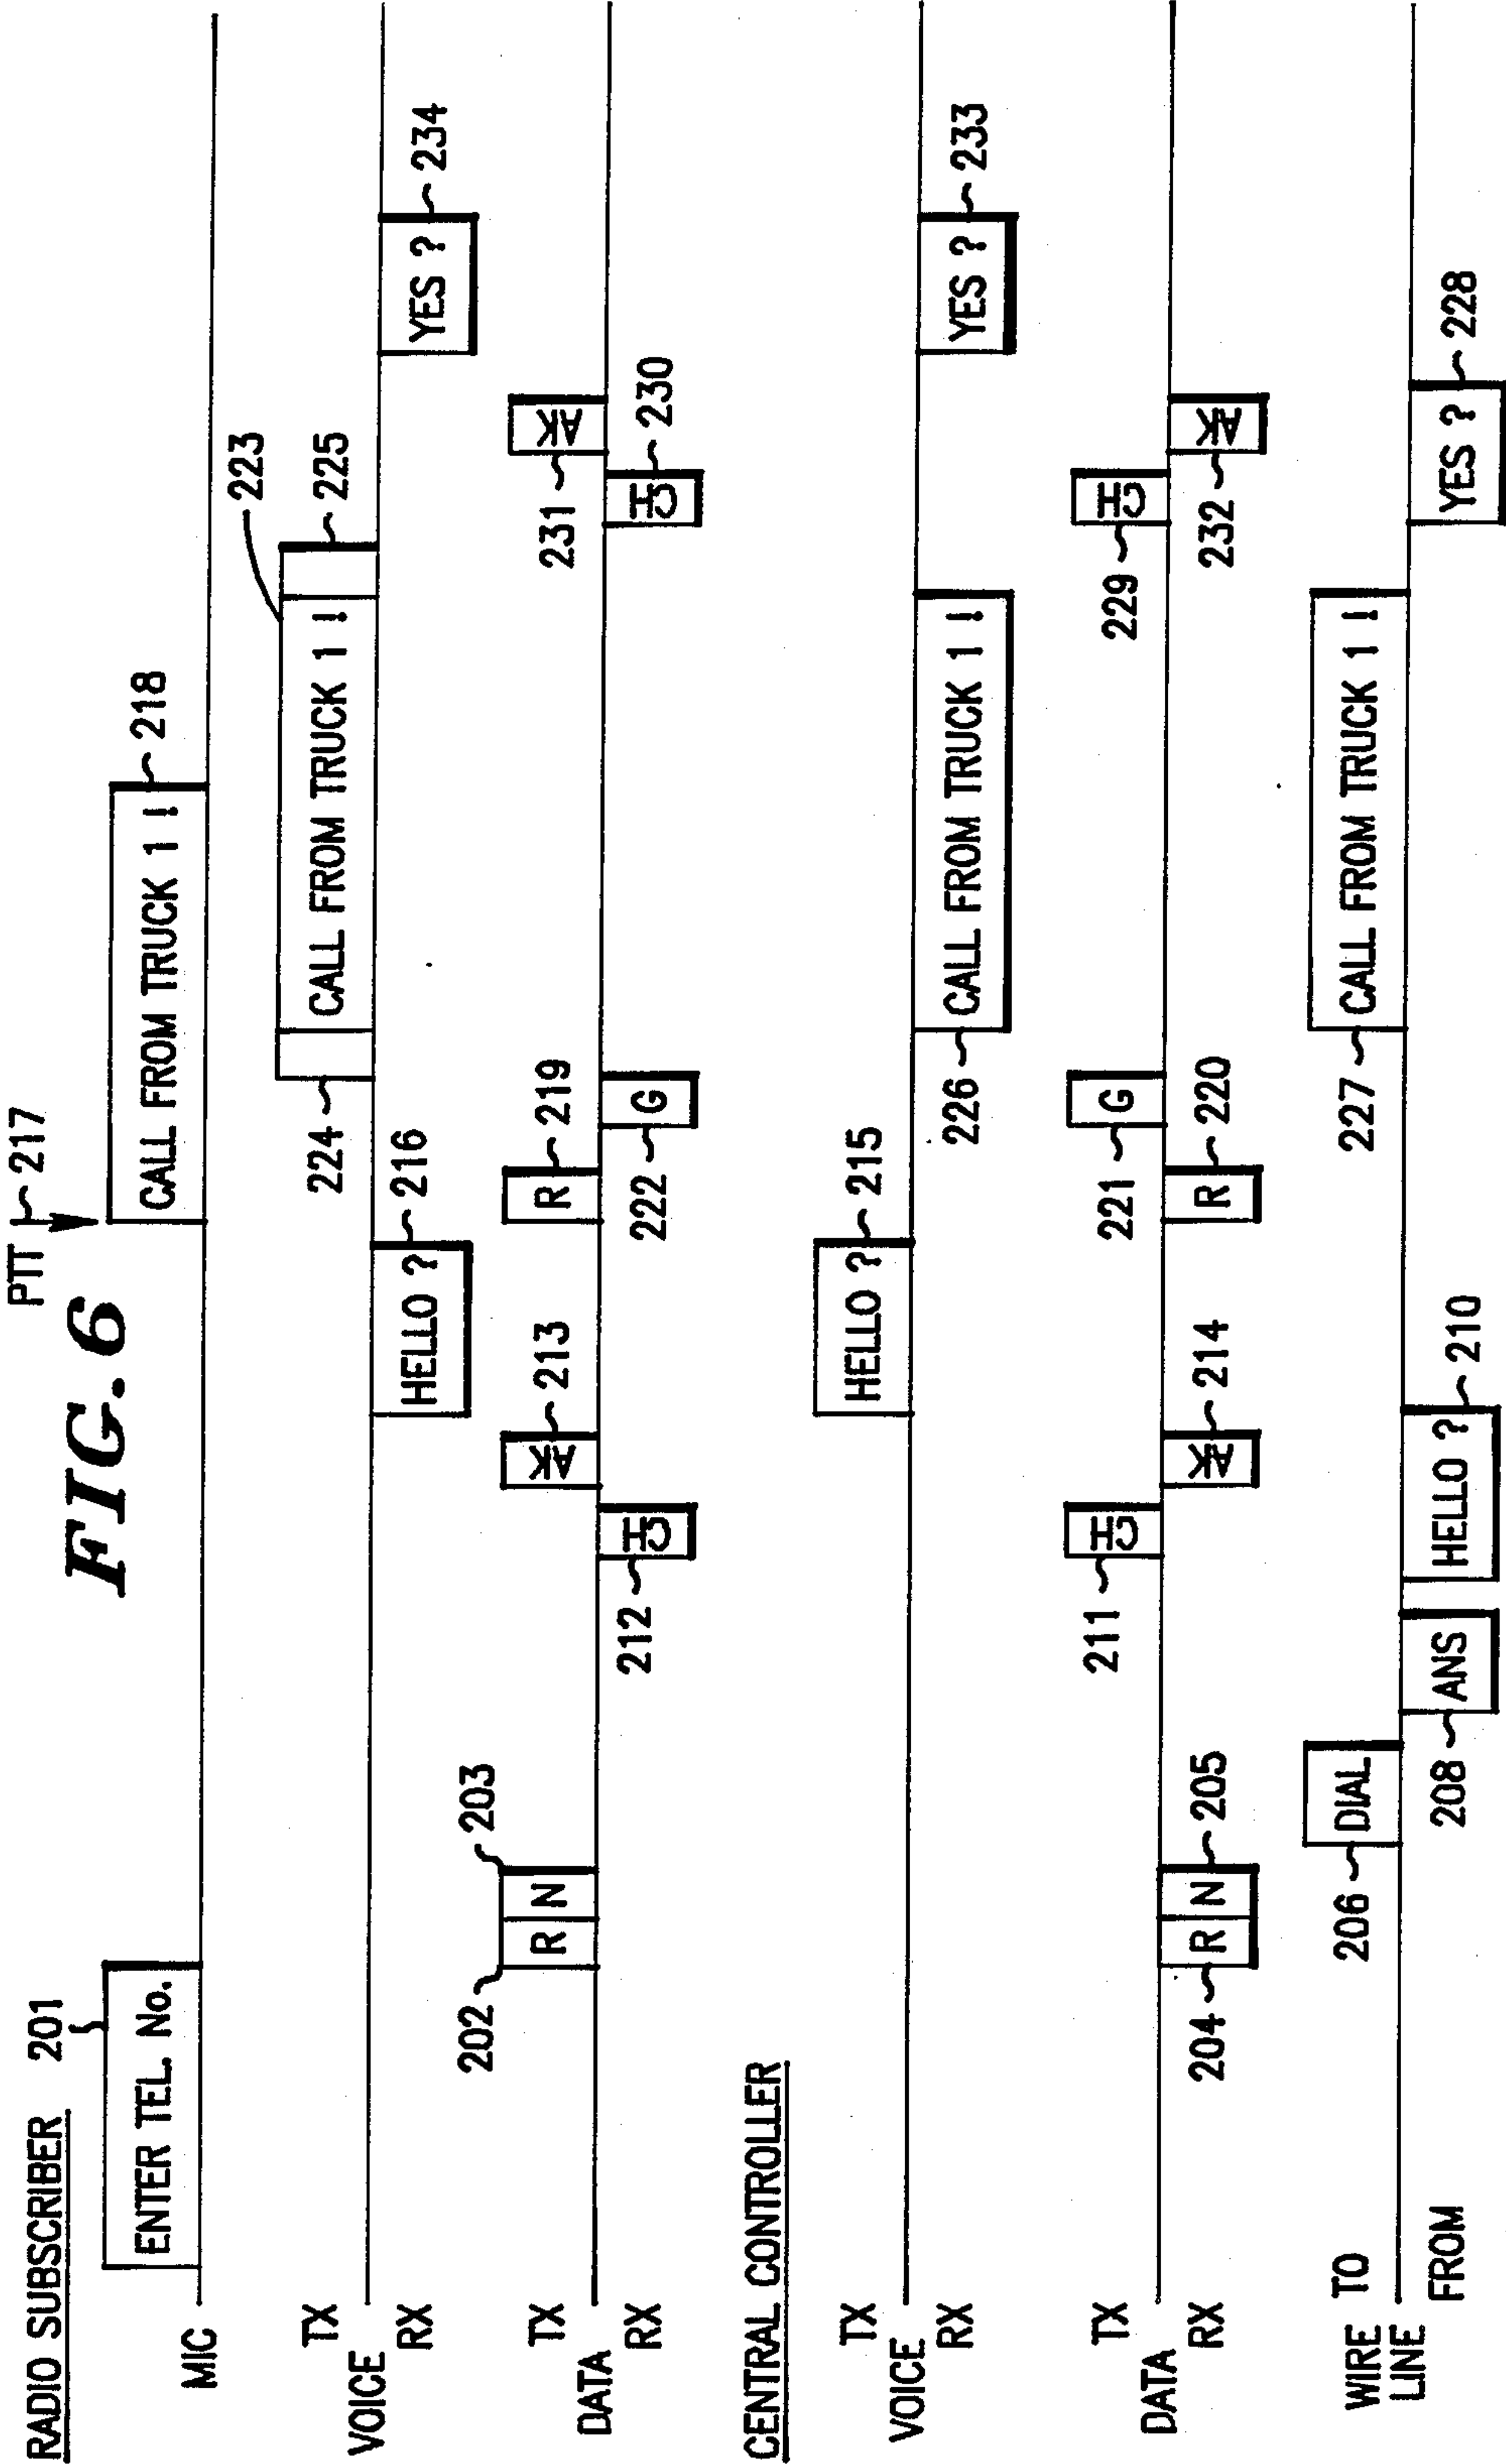 FIG. 6
RADIO SUBSCRIBER
MIC
201
ENTER TEL. No.
PTT 217
CALL FROM TRUCK 1 ! 218
VOICE
TX
RX
HELLO ? 216
224
CALL FROM TRUCK 1 !
223
225
YES ? 234
DATA
TX
RX
202
R N
203
212
CH
AK 213
R 219
222
G
CH 230
231
AK
CENTRAL CONTROLLER
VOICE
TX
RX
HELLO ? 215
226 CALL FROM TRUCK 1 !
YES ? 233
DATA
TX
RX
204
R N 205
211
CH
AK 214
R 220
221
G
229
CH
232
AK
WIRE LINE
TO
FROM
206 DIAL
208 ANS
HELLO ? 210
227 CALL FROM TRUCK 1 !
YES ? 228